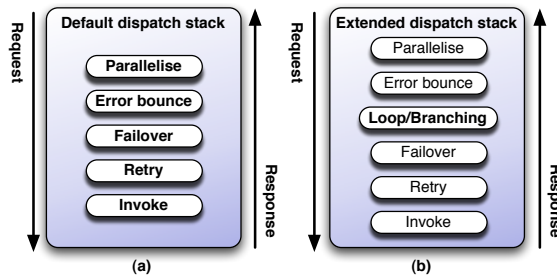 Default dispatch stack
Request
Parallelise
Error bounce
Failover
Retry
Invoke
Response
(a)
Extended dispatch stack
Request
Parallelise
Error bounce
Loop/Branching
Failover
Retry
Invoke
Response
(b)